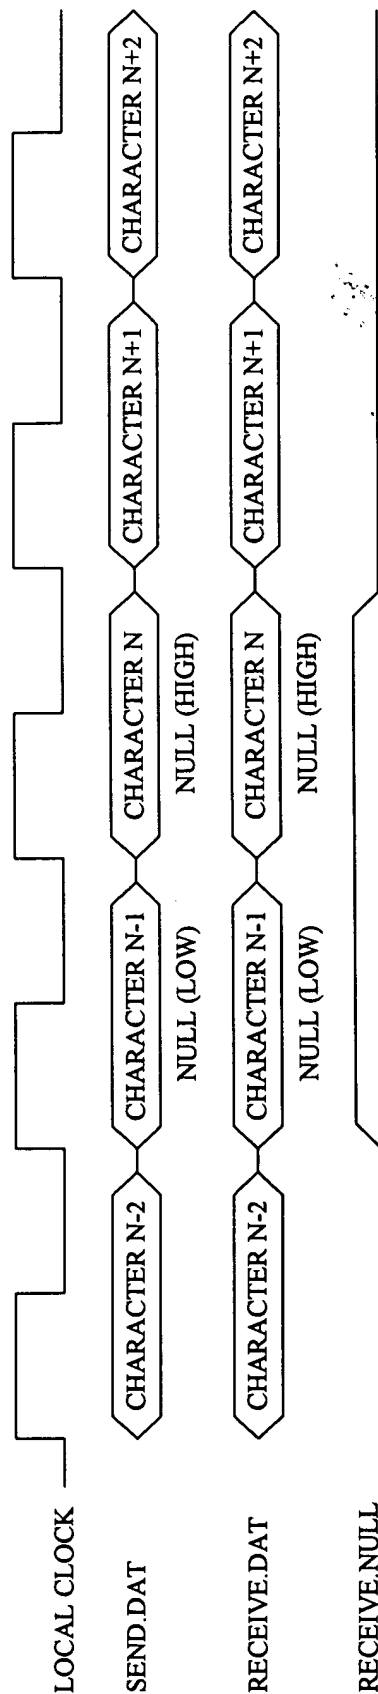 LOCAL CLOCK
SEND.DAT
CHARACTER N-2
CHARACTER N-1
CHARACTER N
CHARACTER N+1
CHARACTER N+2
NULL (LOW)
NULL (HIGH)
RECEIVE.DAT
CHARACTER N-2
CHARACTER N-1
CHARACTER N
CHARACTER N+1
CHARACTER N+2
NULL (LOW)
NULL (HIGH)
RECEIVE.NULL